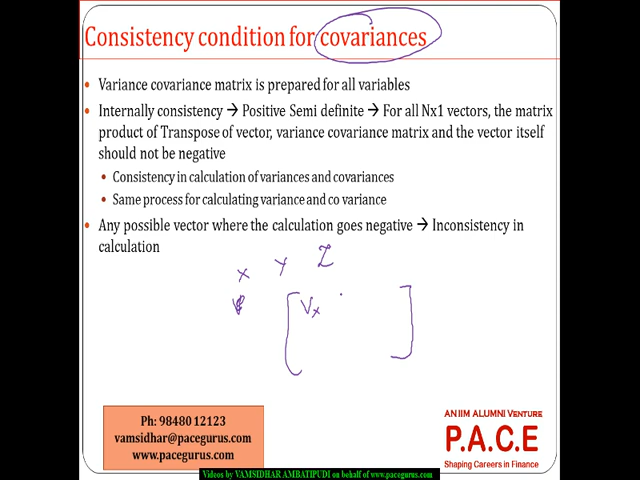 Consistency condition for covariances
Variance covariance matrix is prepared for all variables
Internally consistency → Positive Semi definite → For all Nx1 vectors, the matrix
product of Transpose of vector, variance covariance matrix and the vector itself
should not be negative
Consistency in calculation of variances and covariances
Same process for calculating variance and co variance
Any possible vector where the calculation goes negative → Inconsistency in
calculation
x Y Z
Vx
Ph: 98480 12123
vamsidhar@pacegurus.com
www.pacegurus.com
AN IIM ALUMNI VENTURE
P.A.C.E
Shaping Careers in Finance
Videos by VAMSIDHAR AMBATIPUDI on behalf of www.pacegurus.com